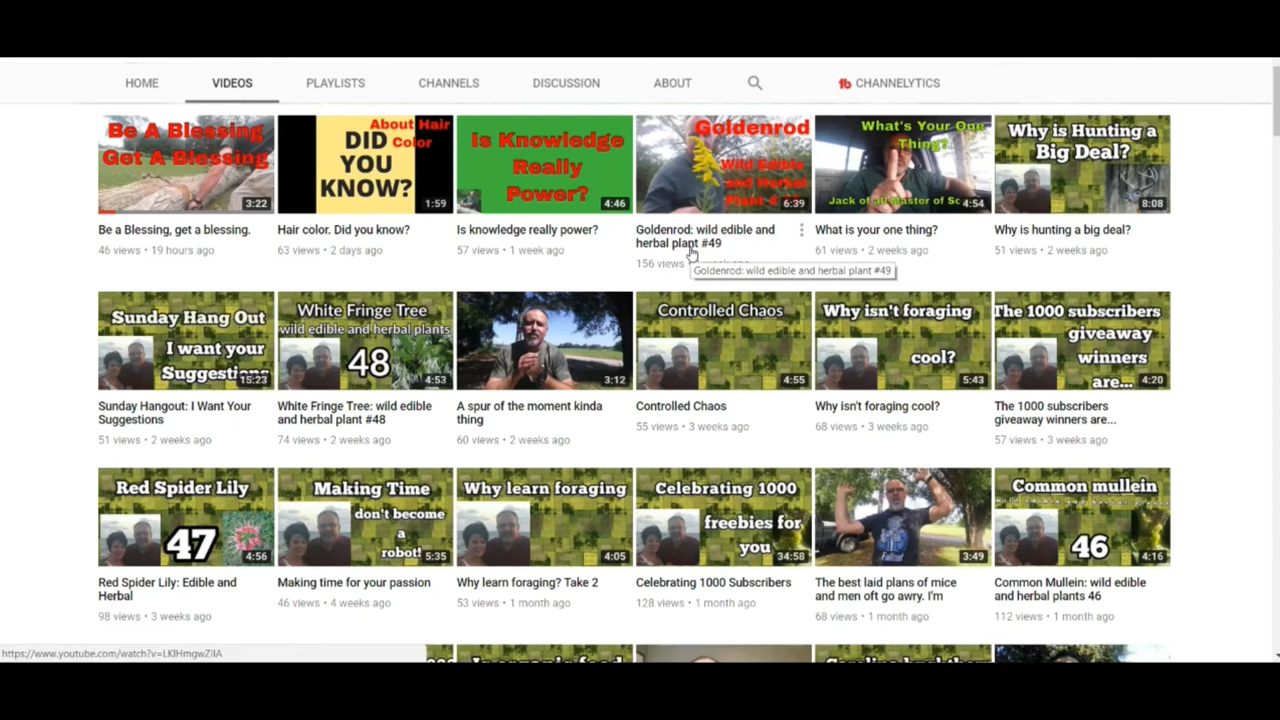 HOME VIDEOS PLAYLISTS CHANNELS DISCUSSION ABOUT CHANNELYTICS
Be A Blessing
Get A Blessing
3:22
About Hair
Color
DID
YOU
KNOW?
1:59
Is Knowledge
Really
Power?
4:46
Goldenrod
Wild Edible
and Herbal
Plant #
6:39
What's Your One
Thing?
Jack of all Master of
4:54
Why is Hunting a
Big Deal?
8:08
Be a Blessing, get a blessing.
46 views • 19 hours ago
Hair color. Did you know?
63 views • 2 days ago
Is knowledge really power?
57 views • 1 week ago
Goldenrod: wild edible and
herbal plant #49
156 views
Goldenrod: wild edible and herbal plant #49
What is your one thing?
61 views • 2 weeks ago
Why is hunting a big deal?
80 views • 2 weeks ago
Sunday Hang Out
I want your
Suggestions
15:23
White Fringe Tree
wild edible and herbal plants
48
4:53
3:12
Controlled Chaos
4:55
Why isn't foraging
cool?
5:43
The 1000 subscribers
giveaway
winners
are...
4:20
Sunday Hangout: I Want Your
Suggestions
51 views • 2 weeks ago
White Fringe Tree: wild edible
and herbal plant #48
74 views • 2 weeks ago
A spur of the moment kinda
thing
60 views • 2 weeks ago
Controlled Chaos
55 views • 3 weeks ago
Why isn't foraging cool?
68 views • 3 weeks ago
The 1000 subscribers
giveaway winners are...
57 views • 3 weeks ago
Red Spider Lily
47
4:56
Making Time
don't become
a
robot!
5:35
Why learn foraging
4:05
Celebrating 1000
freebies for
you
34:58
Fallout
3:49
Common mullein
46
4:16
Red Spider Lily: Edible and
Herbal
98 views • 3 weeks ago
Making time for your passion
46 views • 4 weeks ago
Why learn foraging? Take 2
53 views • 1 month ago
Celebrating 1000 Subscribers
128 views • 1 month ago
The best laid plans of mice
and men oft go awry. I'm
68 views • 1 month ago
Common Mullein: wild edible
and herbal plants 46
112 views • 1 month ago